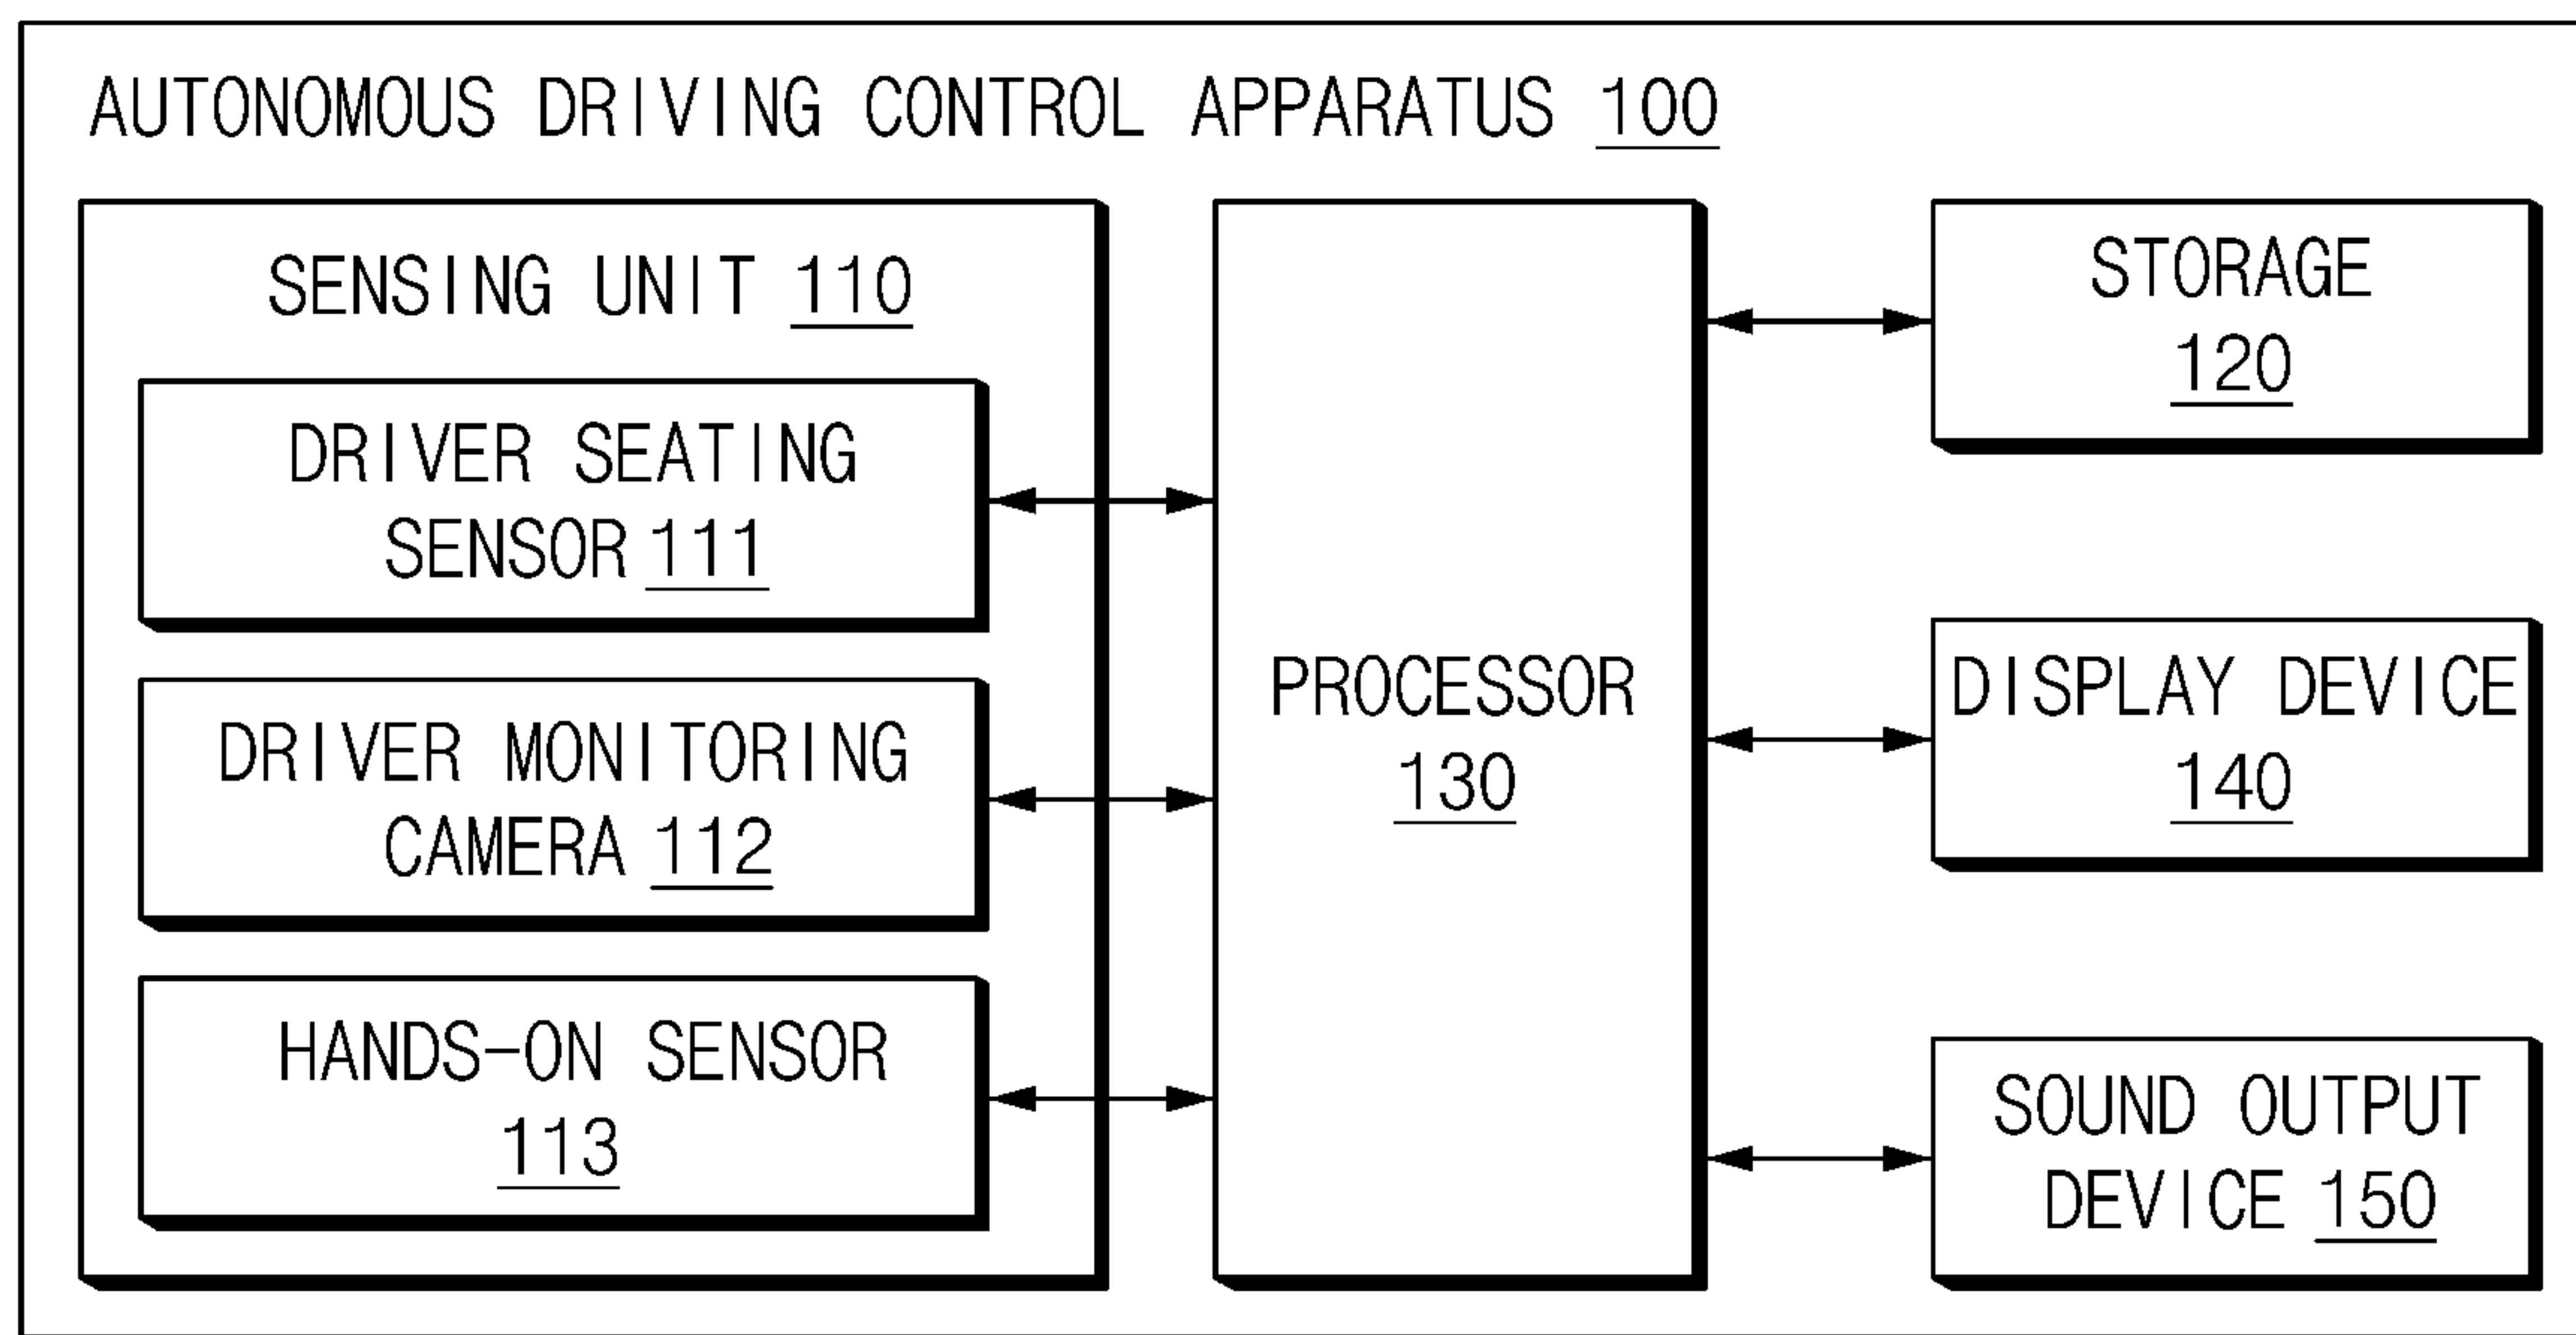 AUTONOMOUS DRIVING CONTROL APPARATUS 100
SENSING UNIT 110
DRIVER SEATING
SENSOR 111
DRIVER MONITORING
CAMERA 112
HANDS-ON SENSOR
113
PROCESSOR
130
STORAGE
120
DISPLAY DEVICE
140
SOUND OUTPUT
DEVICE 150